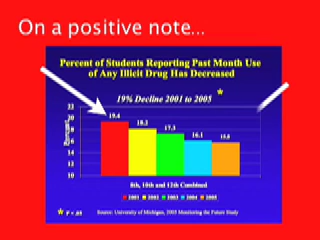 On a positive note...
Percent of Students Reporting Past Month Use
of Any Illicit Drug Has Decreased
19% Decline 2001 to 2005 *
Percent
22
20
18
16
14
12
10
19.4
18.2
17.3
16.1
15.8
8th, 10th and 12th Combined
2001 2002 2003 2004 2005
* P < .05
Source: University of Michigan, 2005 Monitoring the Future Study